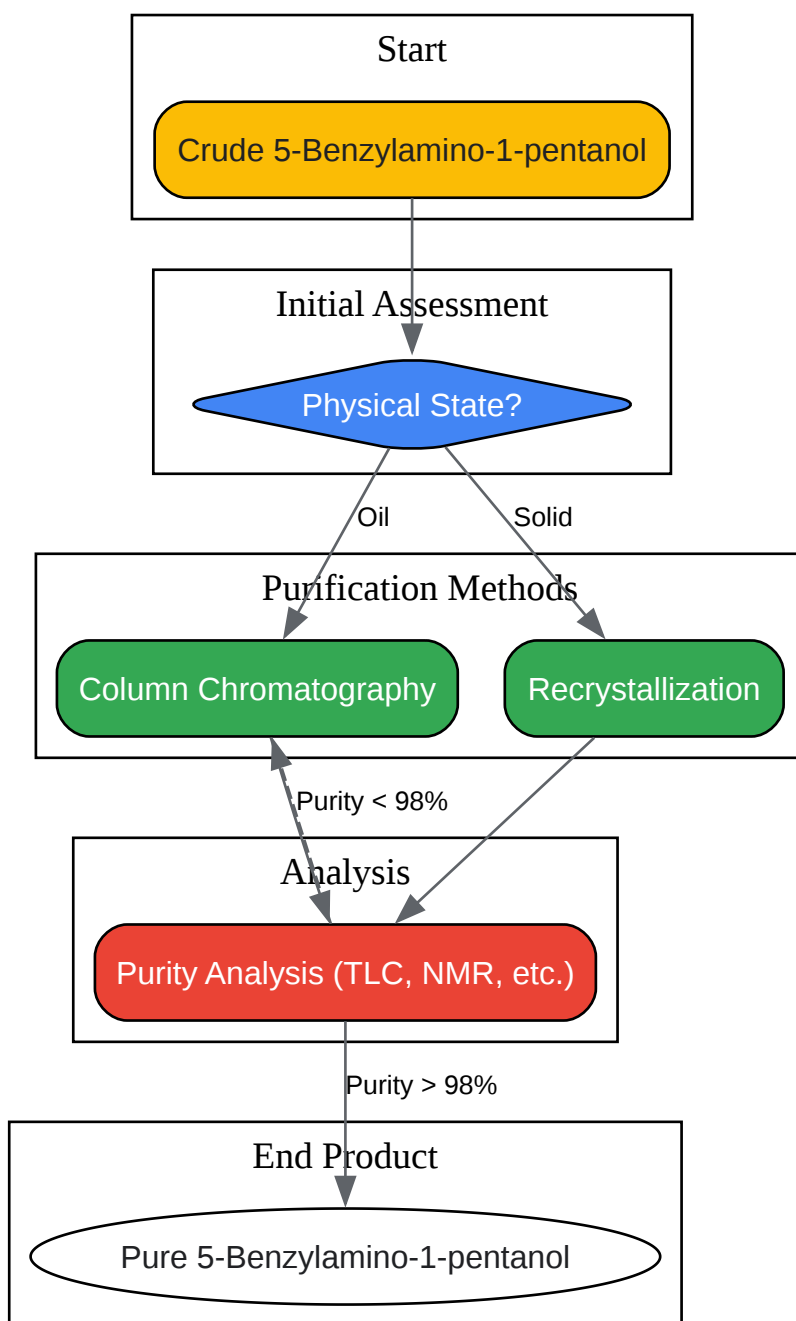 Start
Crude 5-Benzylamino-1-pentanol
Initial Assessment
Physical State?
Oil
Solid
Purification Methods
Column Chromatography
Recrystallization
Purity < 98%
Analysis
Purity Analysis (TLC, NMR, etc.)
Purity > 98%
End Product
Pure 5-Benzylamino-1-pentanol